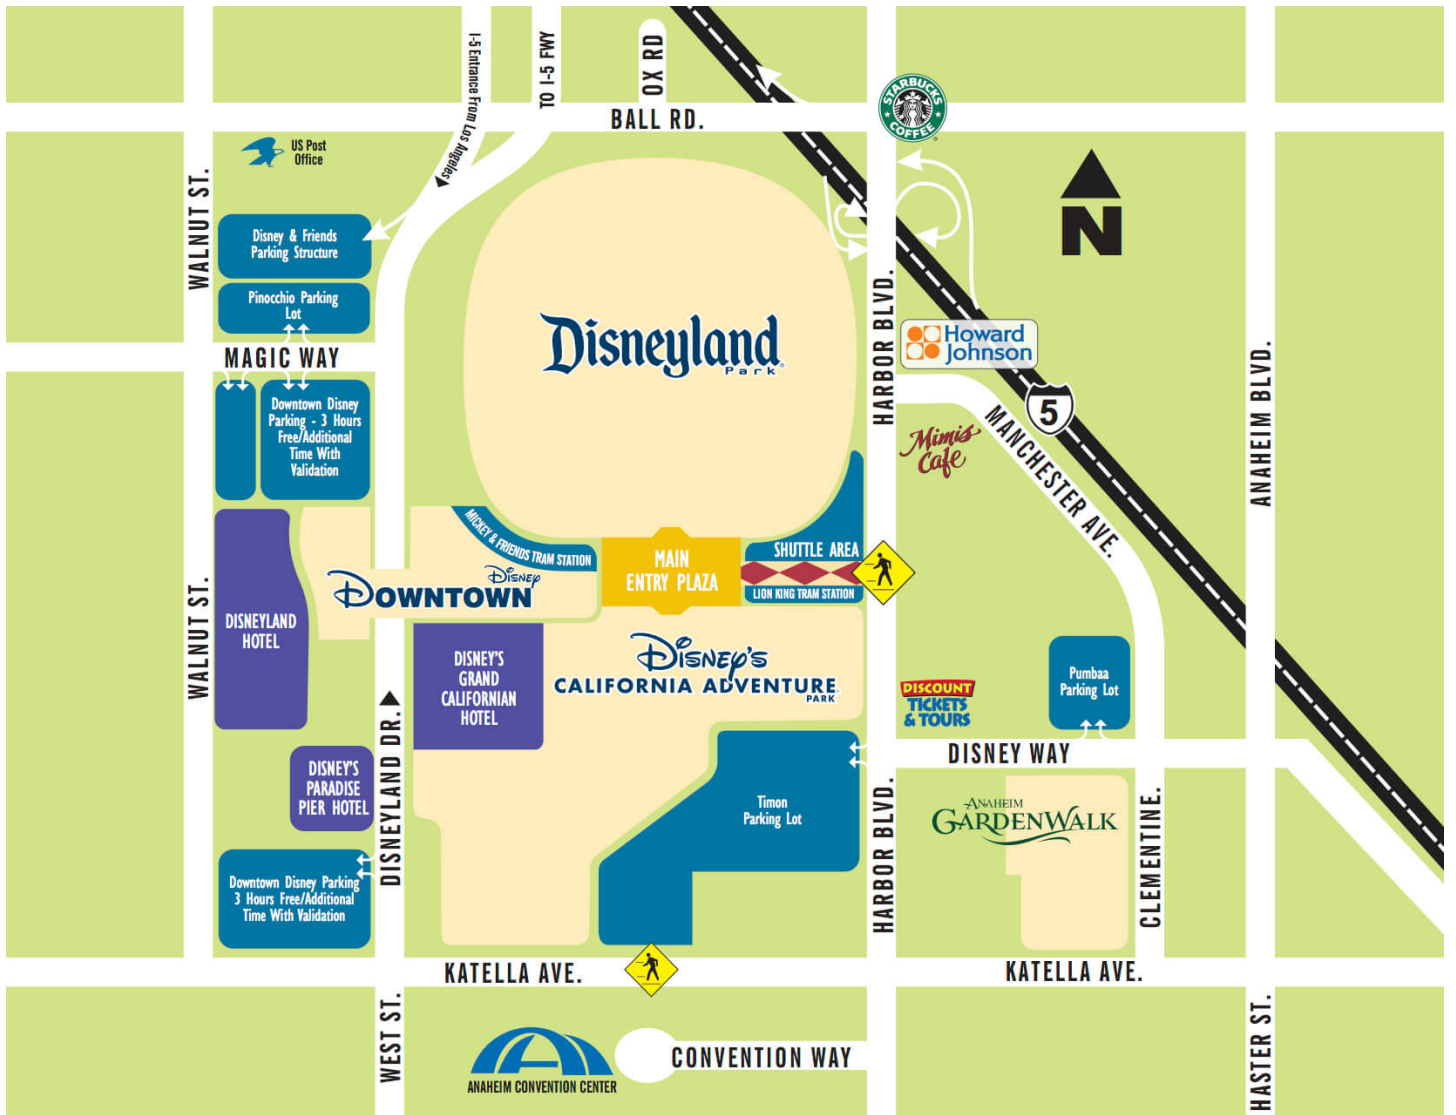 I-5 Entrance From Los Angeles
TO I-5 FWY
OX RD
BALL RD.
STARBUCKS
COFFEE
US Post
Office
WALNUT ST.
N
Disney & Friends
Parking Structure
Pinocchio Parking
Lot
MAGIC WAY
Downtown Disney
Parking - 3 Hours
Free/Additional
Time With
Validation
Disneyland
Park
HARBOR BLVD.
Howard
Johnson
5
MANCHESTER AVE.
ANAHEIM BLVD.
Mimi's
Cafe
MICKEY & FRIENDS TRAM STATION
MAIN
ENTRY PLAZA
SHUTTLE AREA
LION KING TRAM STATION
Disney
DOWNTOWN
WALNUT ST.
DISNEYLAND
HOTEL
DISNEY'S
GRAND
CALIFORNIAN
HOTEL
DISNEY'S
CALIFORNIA ADVENTURE
PARK
DISCOUNT
TICKETS
& TOURS
Pumbaa
Parking Lot
DISNEYLAND DR.
DISNEY WAY
DISNEY'S
PARADISE
PIER HOTEL
Timon
Parking Lot
HARBOR BLVD.
ANAHEIM
GARDENWALK
CLEMENTINE.
Downtown Disney Parking
3 Hours Free/Additional
Time With Validation
KATELLA AVE.
KATELLA AVE.
WEST ST.
ANAHEIM CONVENTION CENTER
CONVENTION WAY
HASTER ST.